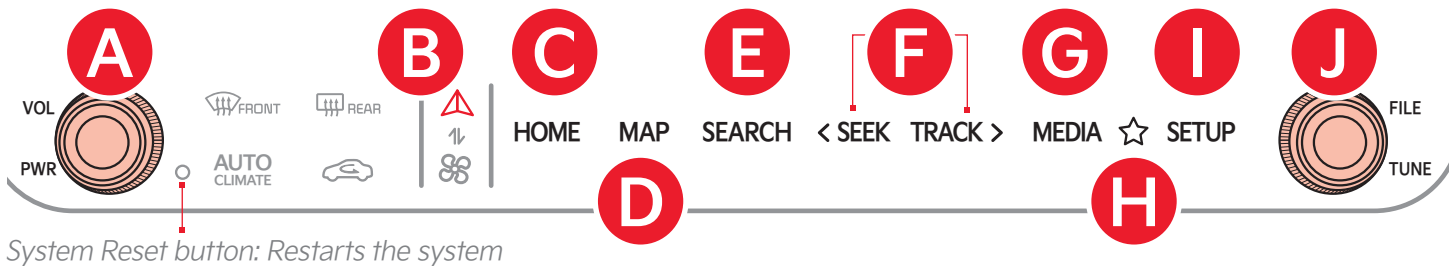 A B C E F G I J
VOL FRONT REAR FILE
HOME MAP SEARCH < SEEK TRACK > MEDIA SETUP
PWR AUTO TUNE
CLIMATE
D H
System Reset button: Restarts the system